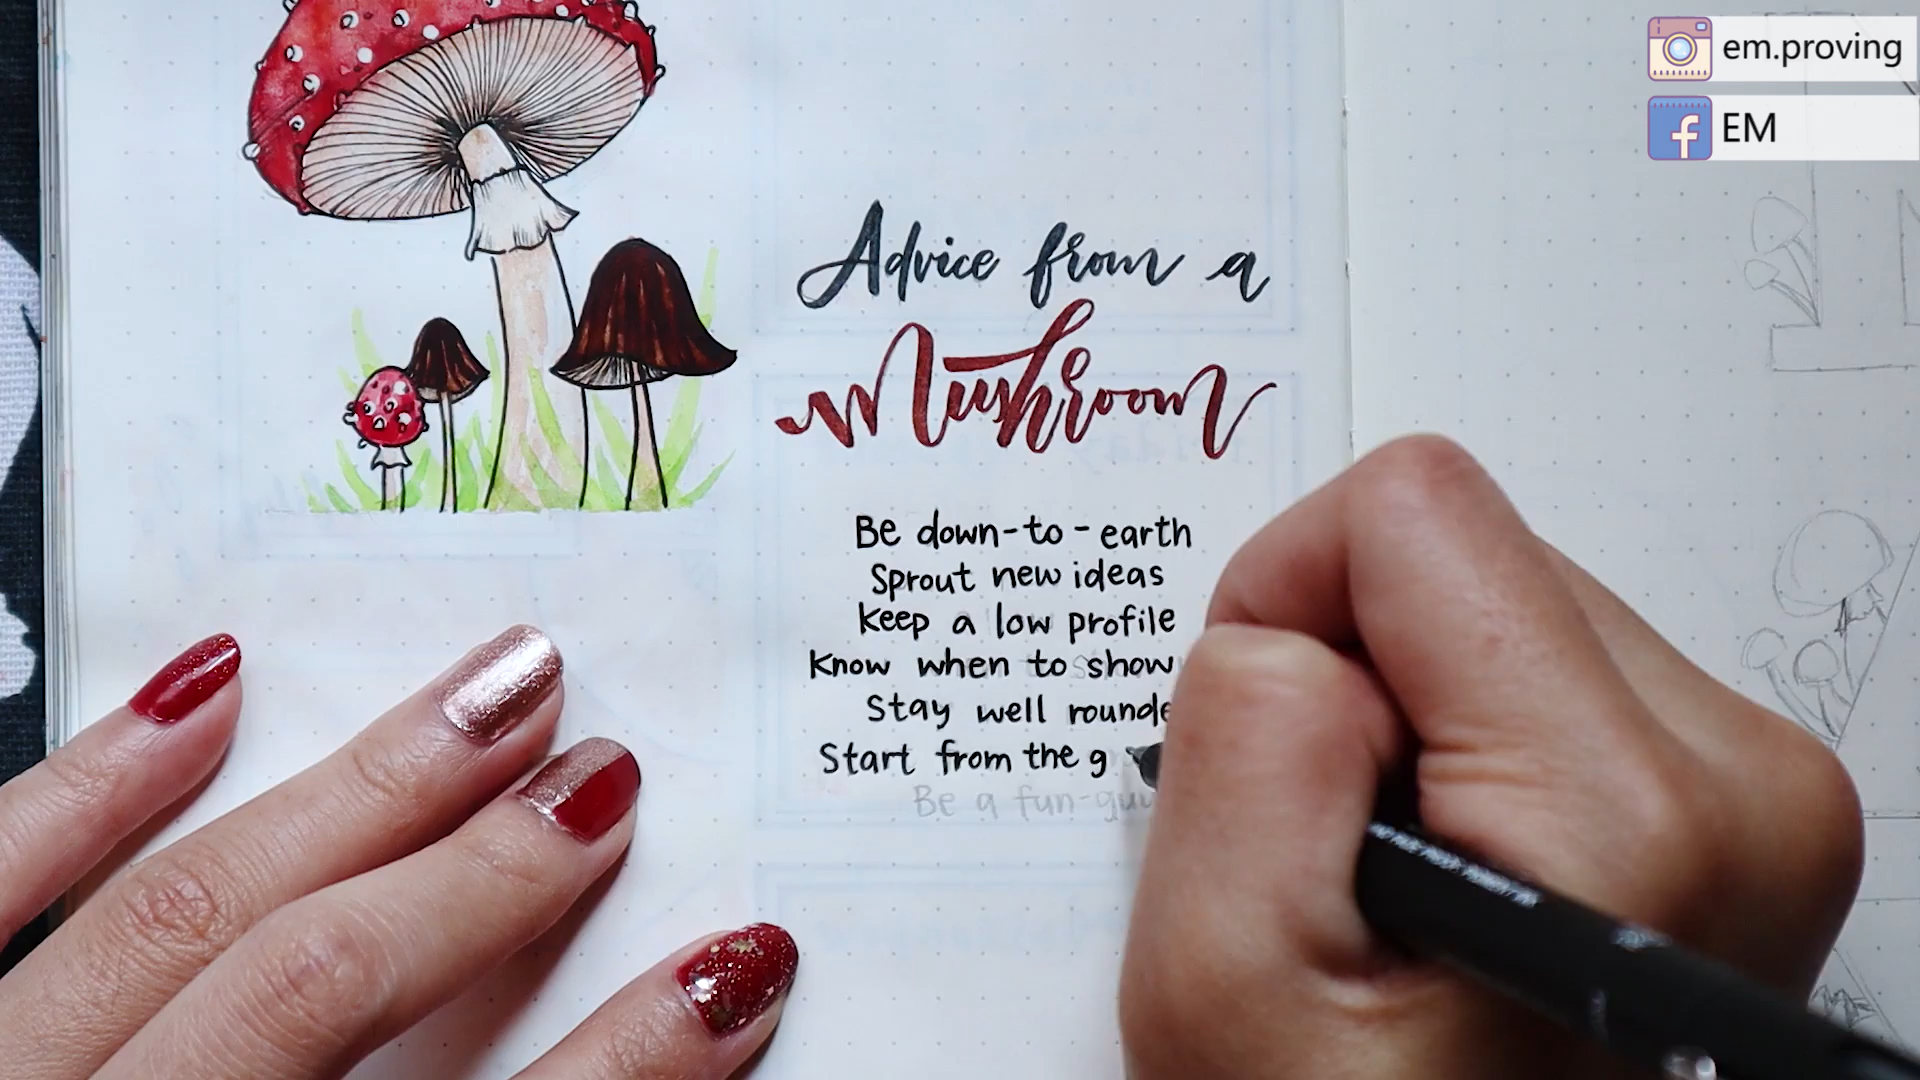 em.proving
EM
Advice from a
Mushroom
Be down-to-earth
Sprout new ideas
Keep a low profile
Know when to show
Stay well rounde
Start from the g
Be a fun-gu